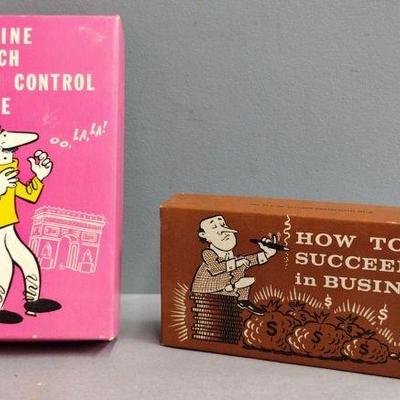 INE
CH
CONTROL
E
OO, LA, LA!
HOW TO
SUCCEE
in BUSIN
$ $
$ $ $